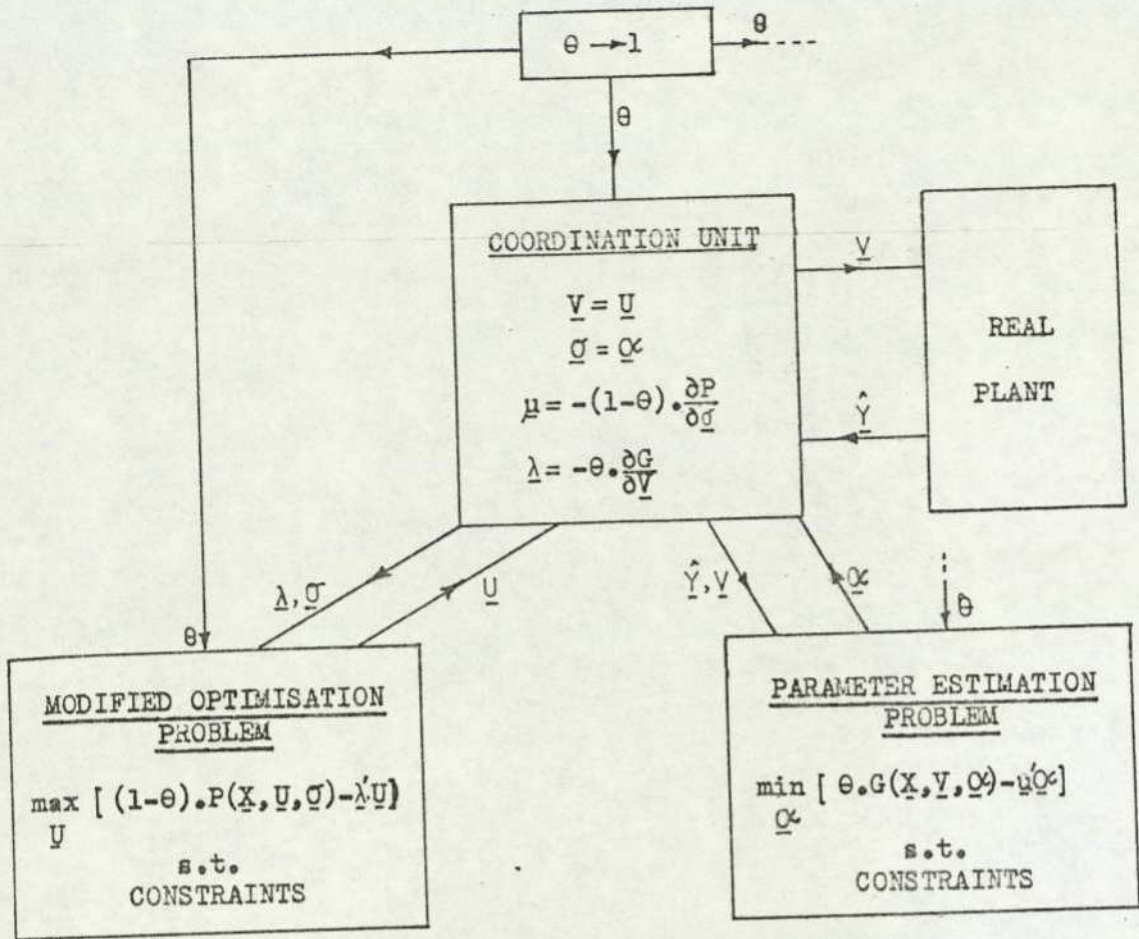 θ → 1
θ
θ
COORDINATION UNIT
V̲ = U̲
σ̲ = α̲
μ̲ = -(1-θ).∂P/∂σ̲
λ̲ = -θ.∂G/∂V̲
V̲
Ŷ̲
REAL
PLANT
λ̲, σ̲
U̲
Ŷ̲, V̲
α̲
θ
θ
MODIFIED OPTIMISATION
PROBLEM
max [ (1-θ).P(X̲,U̲,σ̲)-λ̲'U̲]
U̲
s.t.
CONSTRAINTS
PARAMETER ESTIMATION
PROBLEM
min [ θ.G(X̲,V̲,α̲)-μ̲'α̲]
α̲
s.t.
CONSTRAINTS